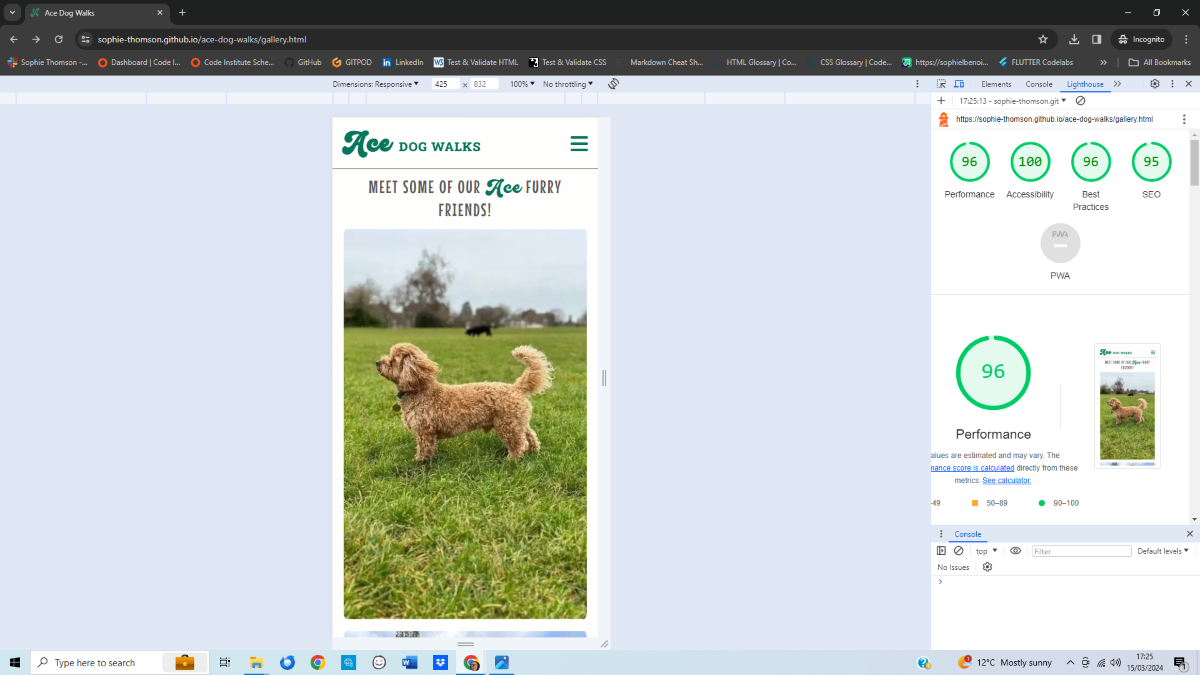 Ace Dog Walks
sophie-thomson.github.io/ace-dog-walks/gallery.html
Incognito
Sophie Thomson -...
Dashboard | Code I...
Code Institute Sche...
GitHub
GITPOD
LinkedIn
Test & Validate HTML
Test & Validate CSS
Markdown Cheat Sh...
HTML Glossary | Co...
CSS Glossary | Code...
https://sophielbenoi...
FLUTTER Codelabs
All Bookmarks
Dimensions: Responsive
425 x 832
100%
No throttling
Elements
Console
Lighthouse
17:25:13 - sophie-thomson.git
https://sophie-thomson.github.io/ace-dog-walks/gallery.html
Ace DOG WALKS
MEET SOME OF OUR Ace FURRY
FRIENDS!
96
100
96
95
Performance
Accessibility
Best
Practices
SEO
PWA
PWA
96
Performance
alues are estimated and may vary. The
mance score is calculated directly from these
metrics. See calculator.
-49
50–89
90–100
Console
top
Filter
Default levels
No Issues
Type here to search
12°C Mostly sunny
17:25
15/03/2024